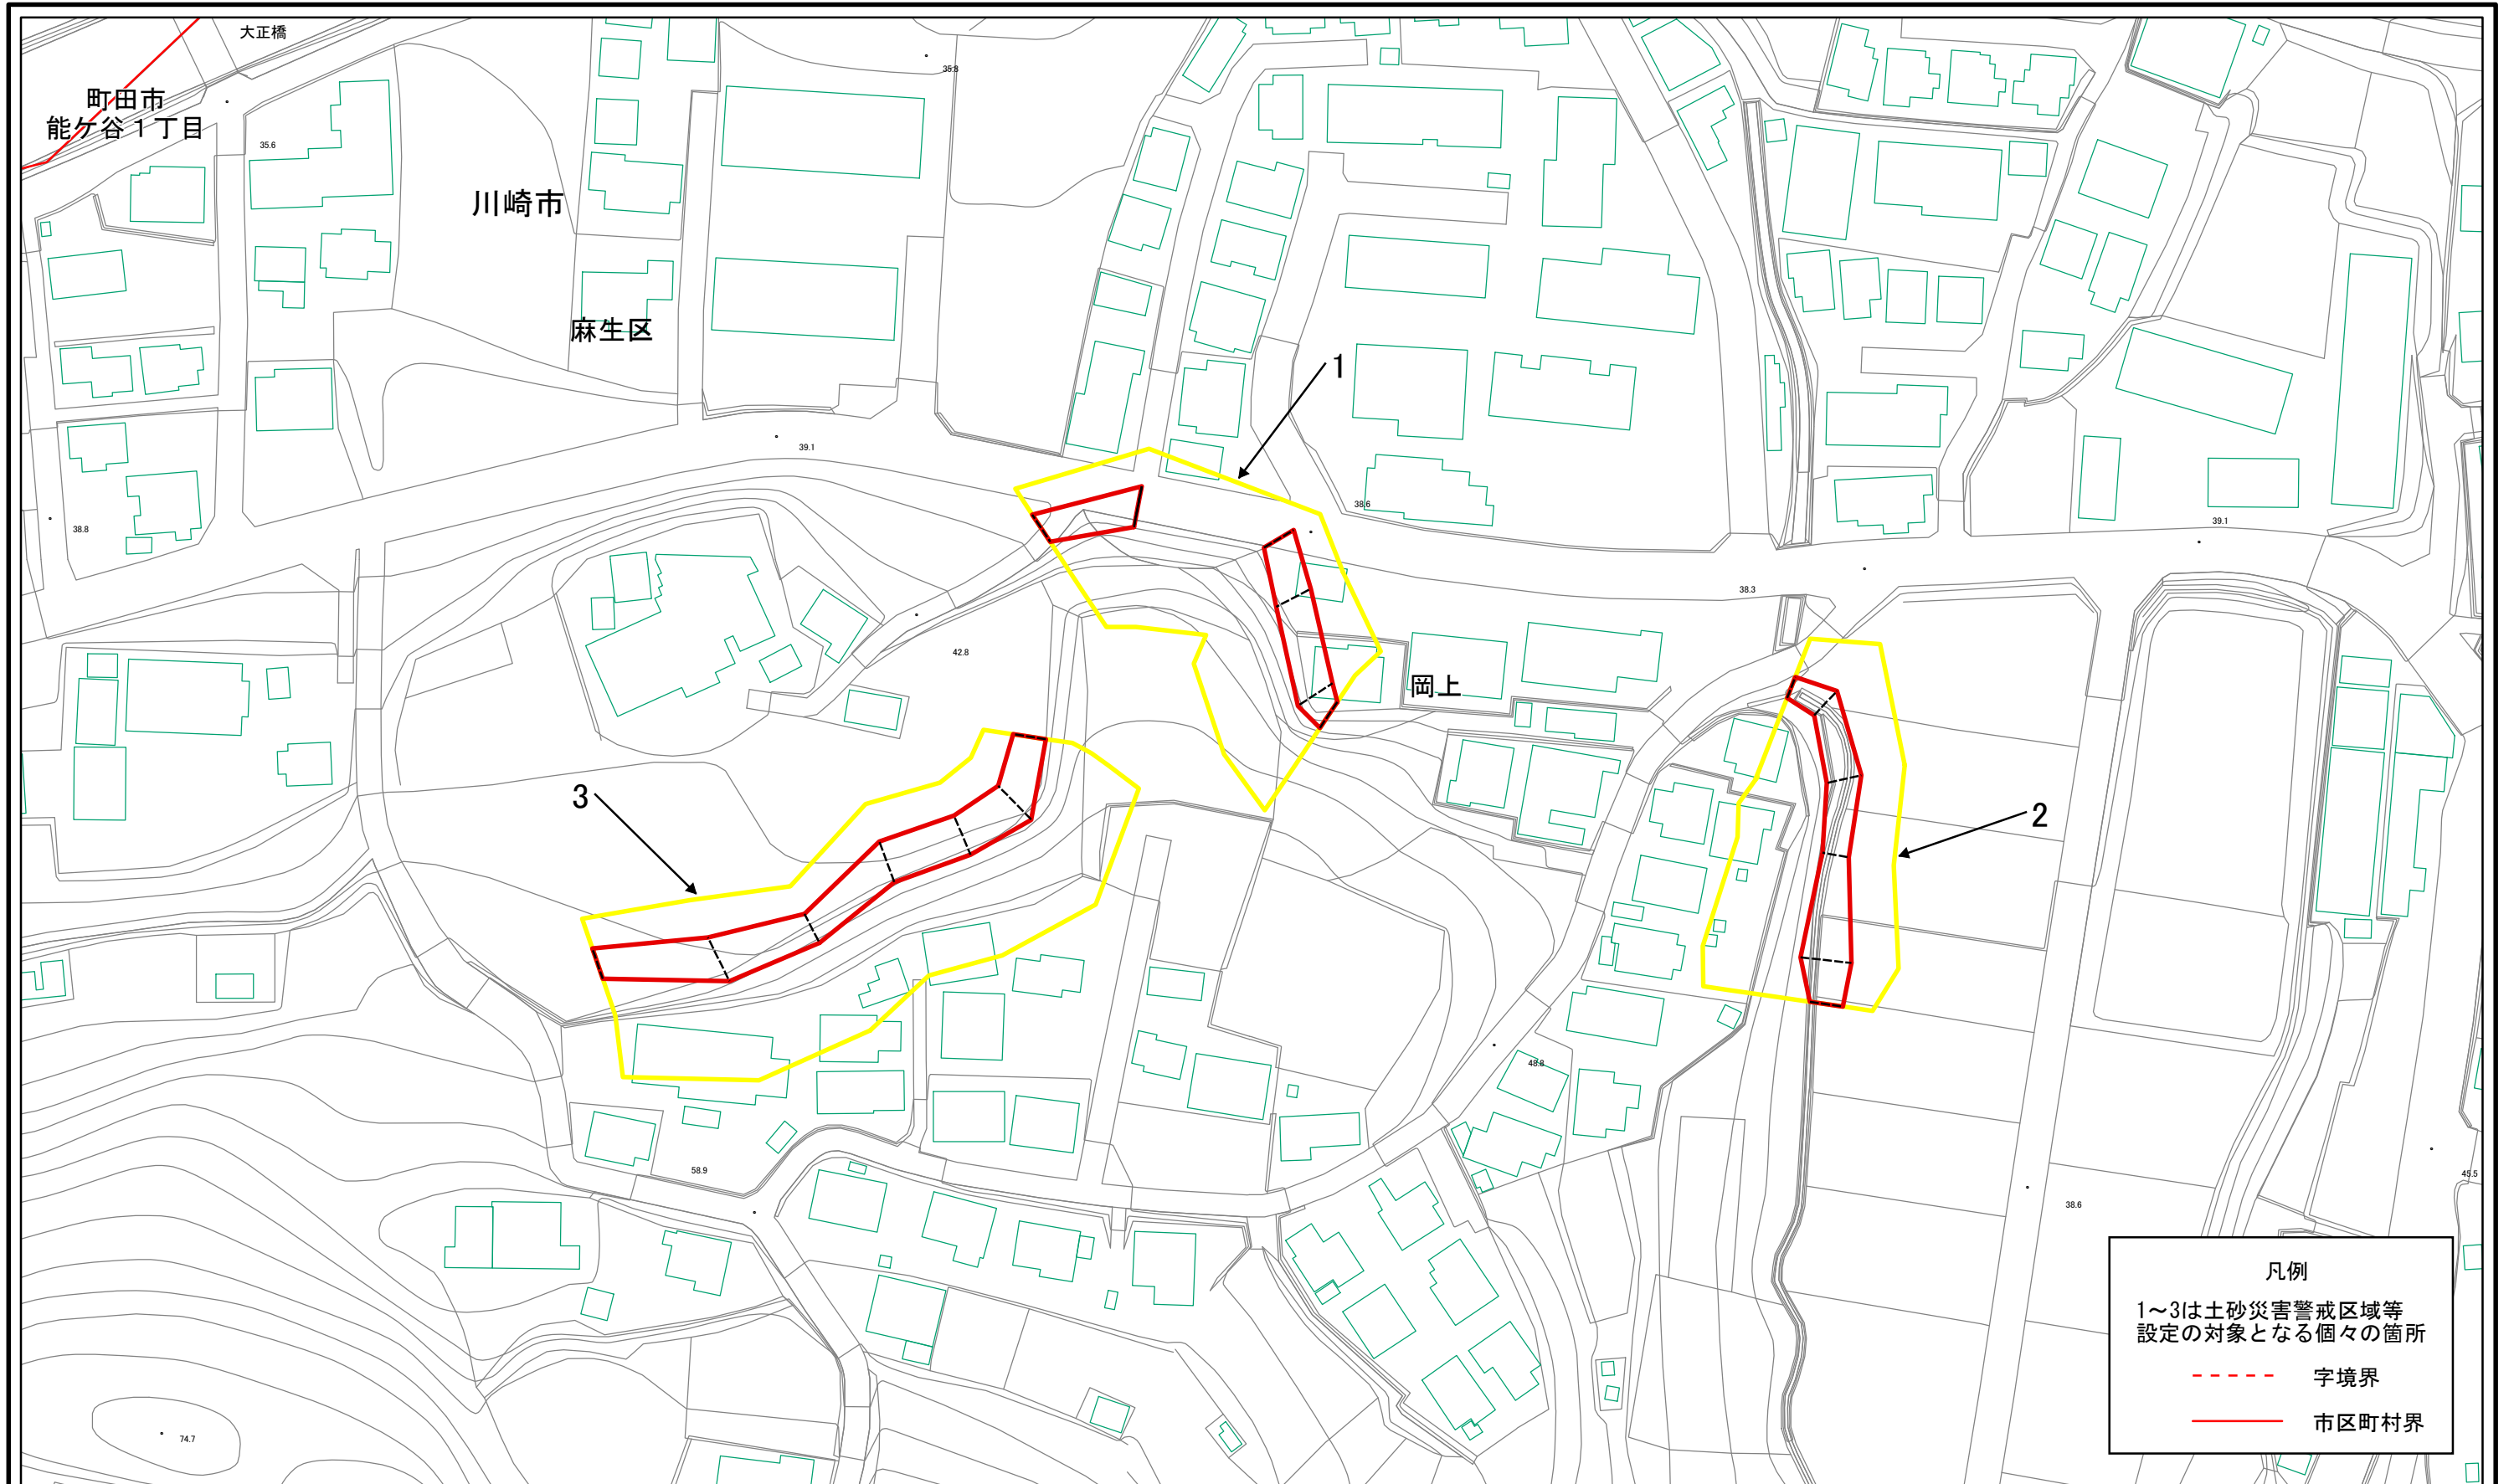 大正橋
35.8
町田市
能ケ谷1丁目
35.6
川崎市
麻生区
1
39.1
38.6
38.8
39.1
38.3
42.8
岡上
3
2
48.8
58.9
45.5
38.6
74.7
凡例
1～3は土砂災害警戒区域等
設定の対象となる個々の箇所
字境界
市区町村界